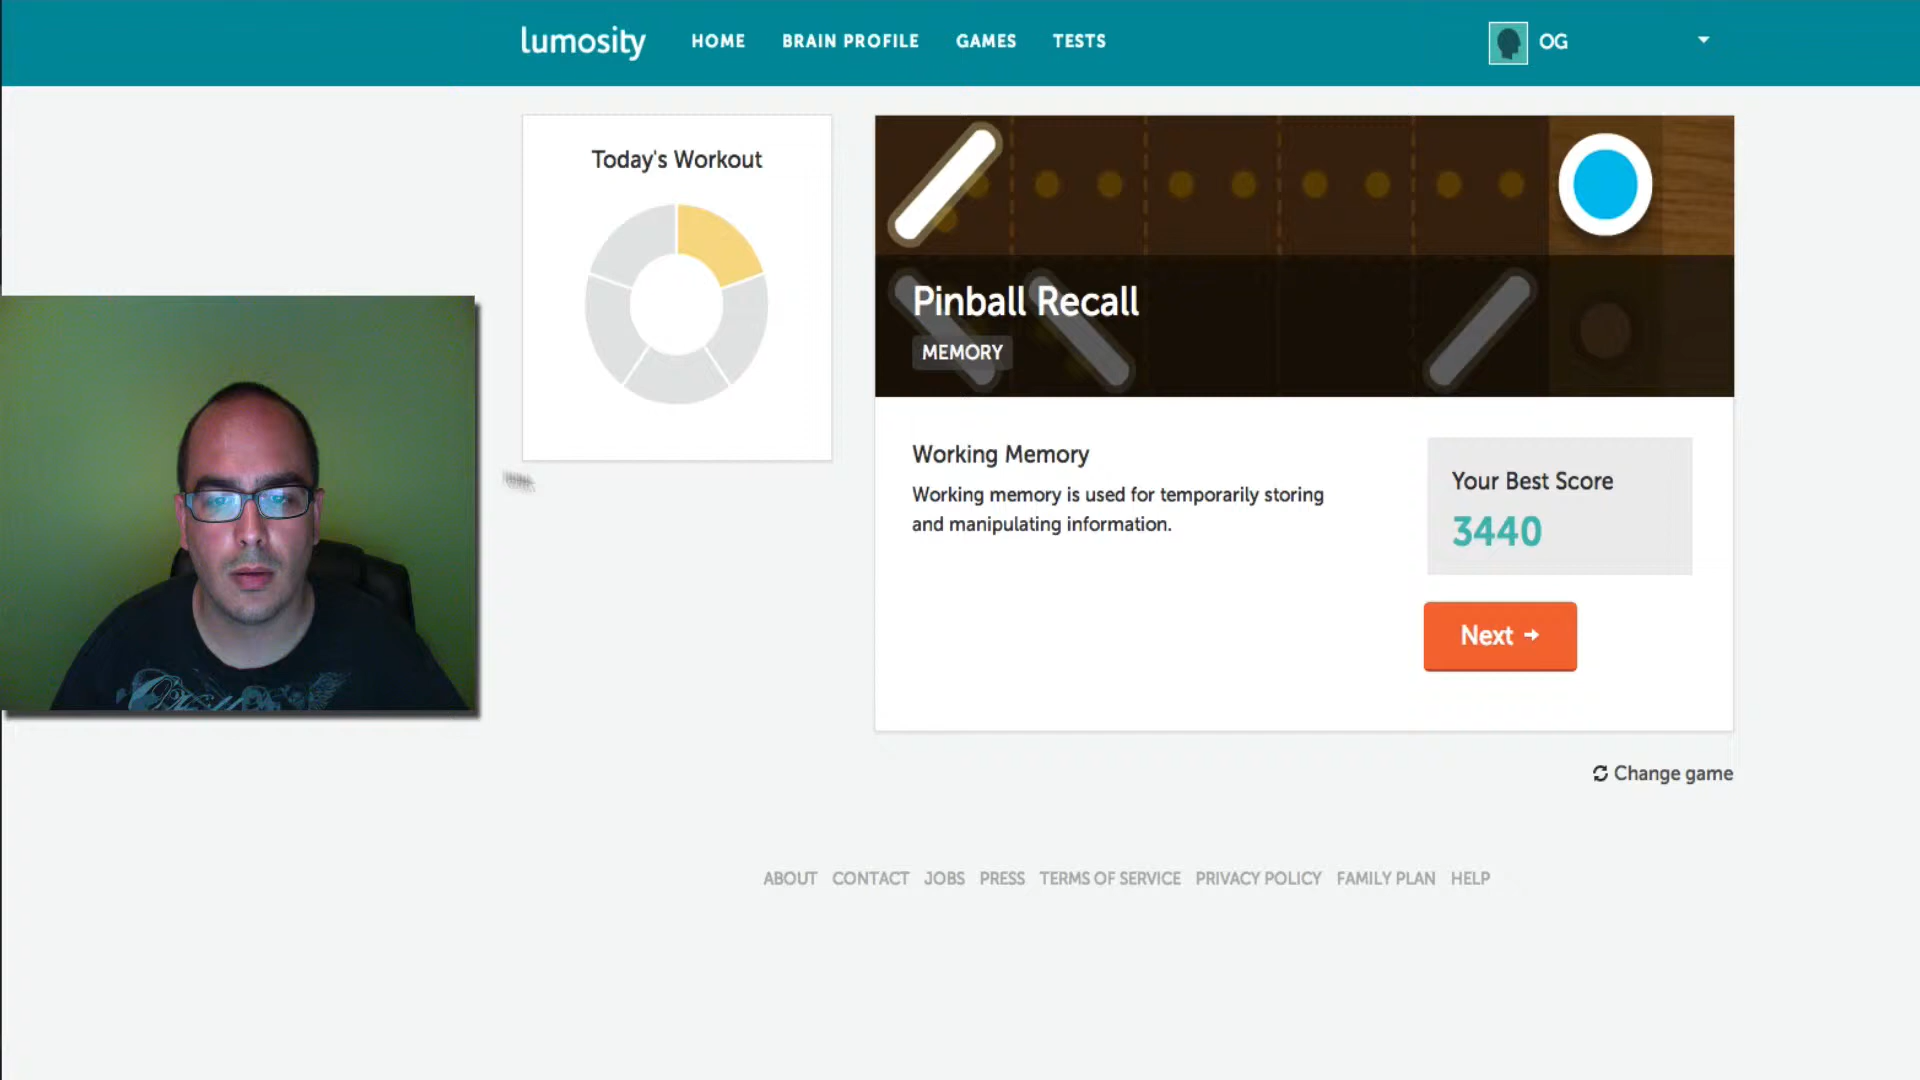 lumosity HOME BRAIN PROFILE GAMES TESTS OG
Today's Workout
Pinball Recall
MEMORY
Working Memory
Working memory is used for temporarily storing
and manipulating information.
Your Best Score
3440
Next
Change game
ABOUT CONTACT JOBS PRESS TERMS OF SERVICE PRIVACY POLICY FAMILY PLAN HELP